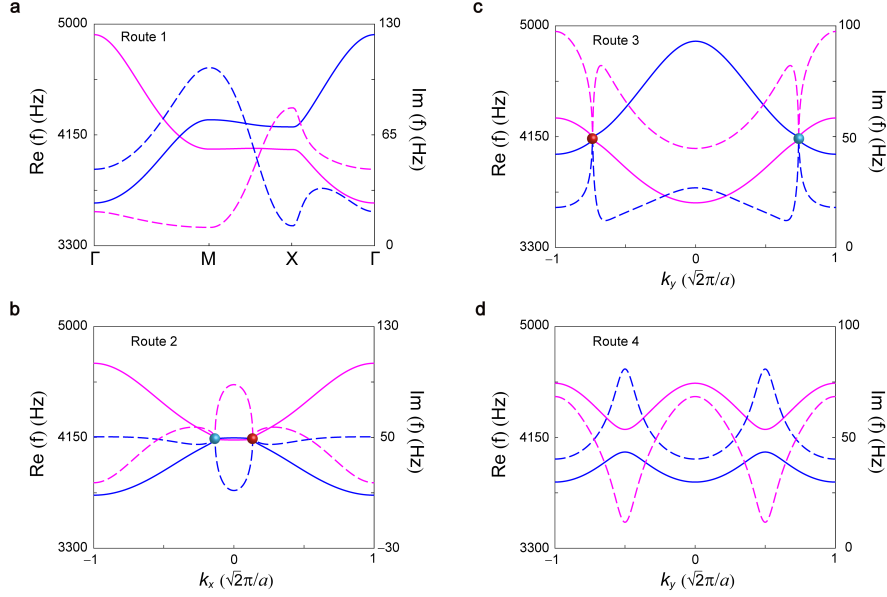 a
5000
130
Route 1
Re (f) (Hz)
4150
65
Im (f) (Hz)
3300
0
Γ
M
X
Γ
c
5000
100
Route 3
Re (f) (Hz)
4150
50
Im (f) (Hz)
3300
0
−1
0
1
k_y (√2π/a)
b
5000
130
Route 2
Re (f) (Hz)
4150
50
Im (f) (Hz)
3300
−30
−1
0
1
k_x (√2π/a)
d
5000
100
Route 4
Re (f) (Hz)
4150
50
Im (f) (Hz)
3300
0
−1
0
1
k_y (√2π/a)